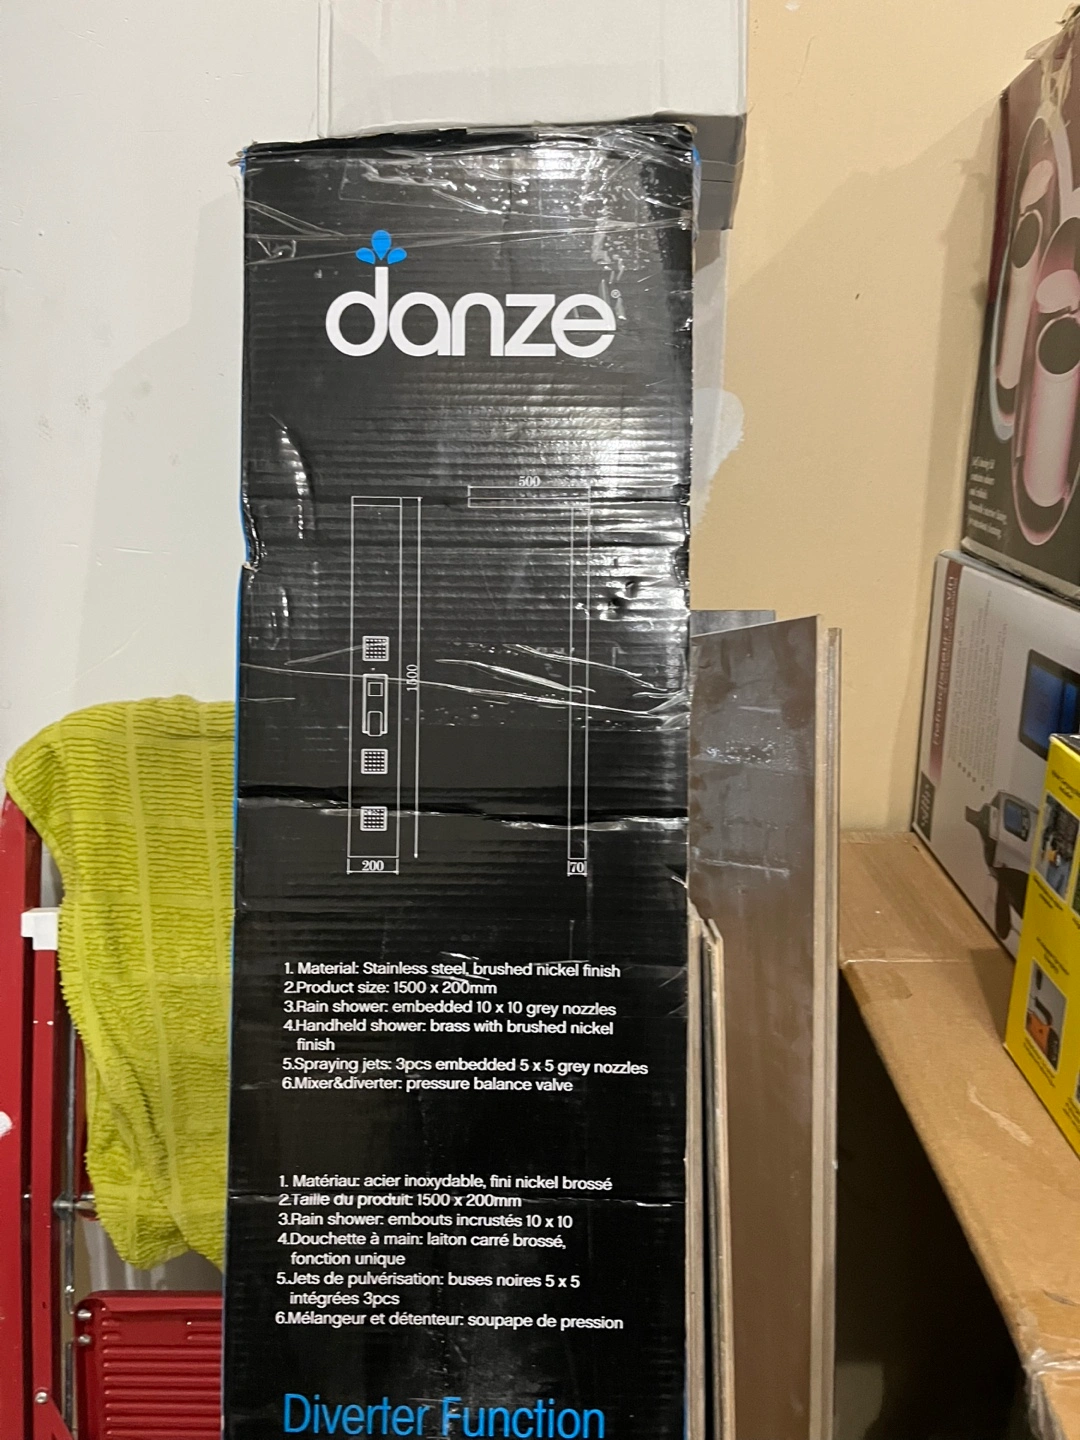 danze®
500
1500
200
70
1. Material: Stainless steel, brushed nickel finish
2.Product size: 1500 x 200mm
3.Rain shower: embedded 10 x 10 grey nozzles
4.Handheld shower: brass with brushed nickel
finish
5.Spraying jets: 3pcs embedded 5 x 5 grey nozzles
6.Mixer&diverter: pressure balance valve
1. Matériau: acier inoxydable, fini nickel brossé
2.Taille du produit: 1500 x 200mm
3.Rain shower: embouts incrustés 10 x 10
4.Douchette à main: laiton carré brossé,
fonction unique
5.Jets de pulvérisation: buses noires 5 x 5
intégrées 3pcs
6.Mélangeur et détenteur: soupape de pression
Diverter Function